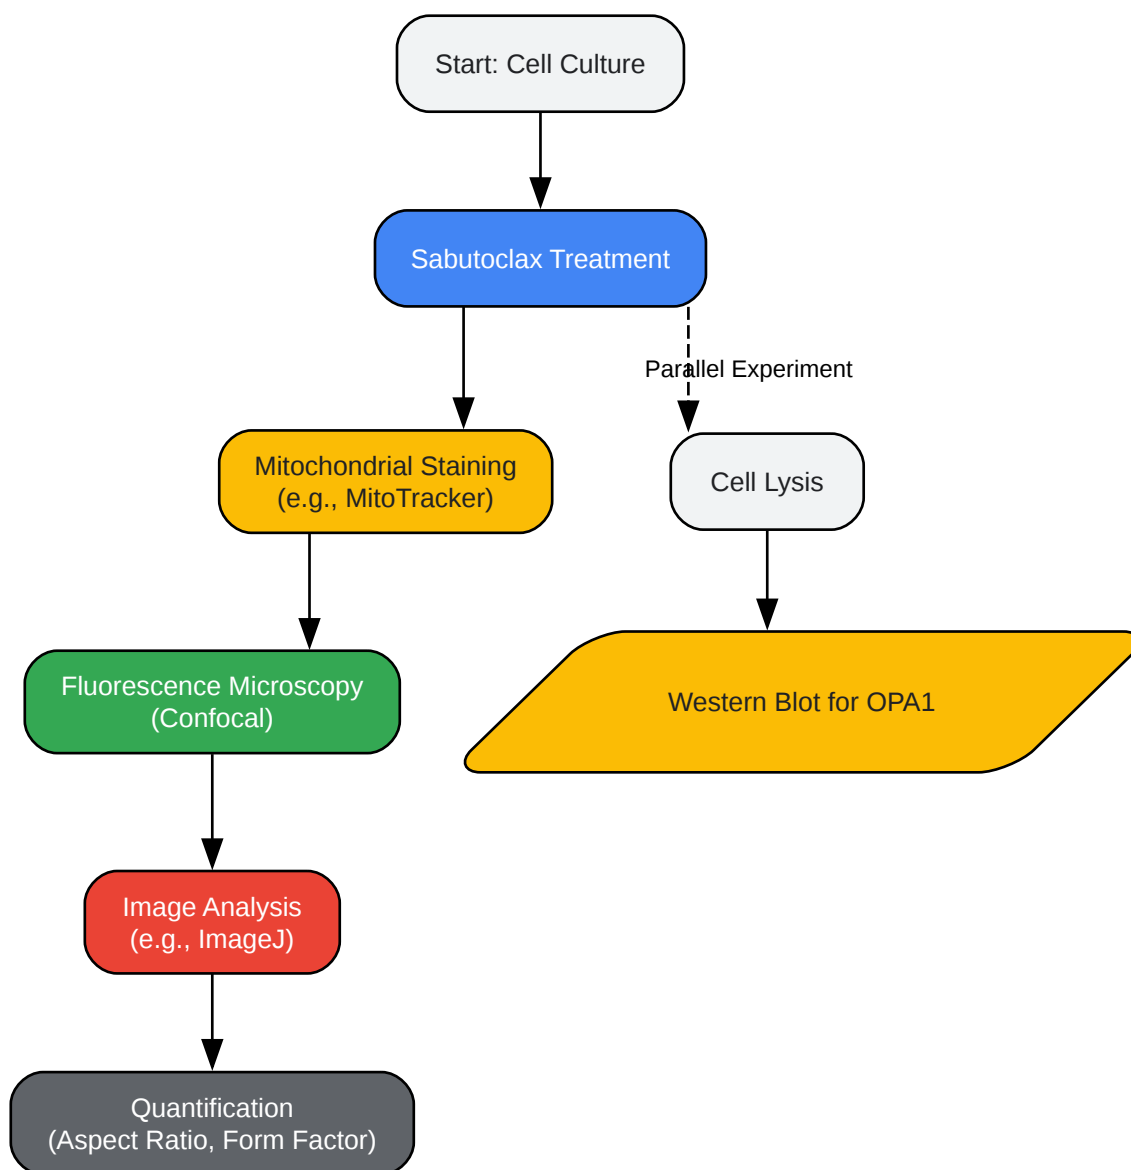 Start: Cell Culture
Sabutoclax Treatment
Parallel Experiment
Mitochondrial Staining
(e.g., MitoTracker)
Cell Lysis
Fluorescence Microscopy
(Confocal)
Western Blot for OPA1
Image Analysis
(e.g., ImageJ)
Quantification
(Aspect Ratio, Form Factor)